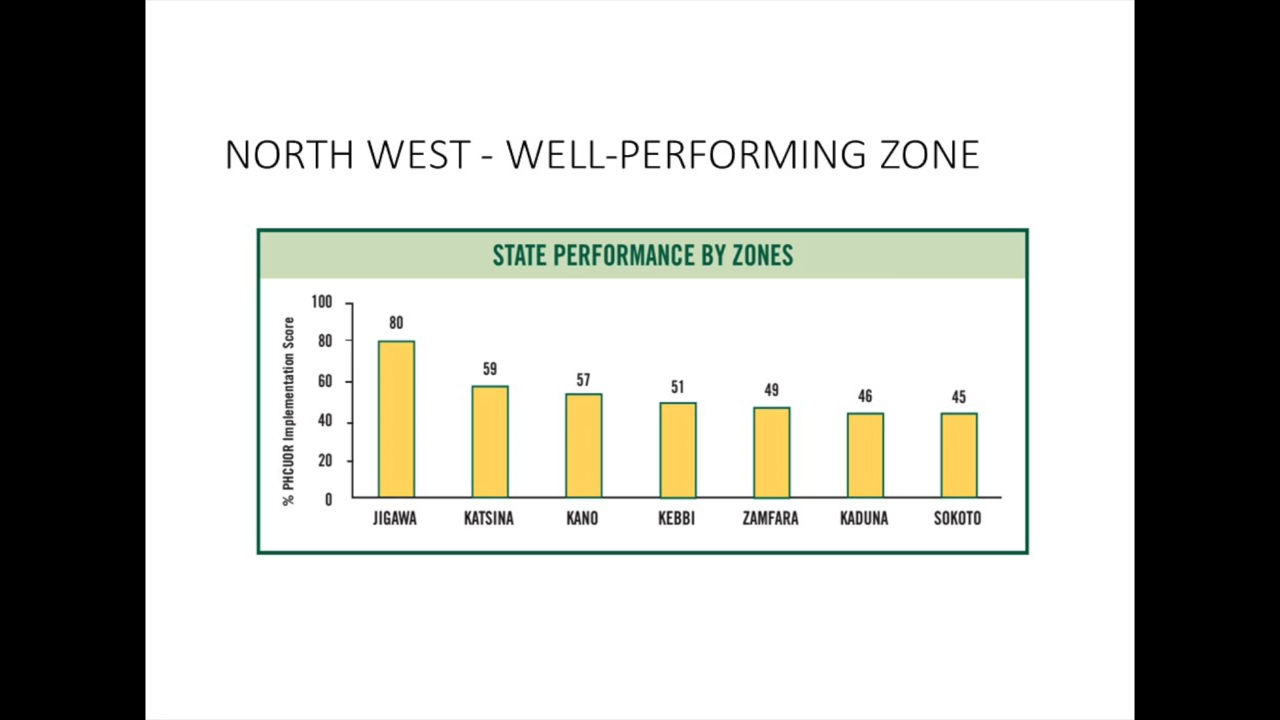 NORTH WEST - WELL-PERFORMING ZONE
STATE PERFORMANCE BY ZONES
% PHCUOR Implementation Score
100
80
60
40
20
0
80
59
57
51
49
46
45
JIGAWA
KATSINA
KANO
KEBBI
ZAMFARA
KADUNA
SOKOTO